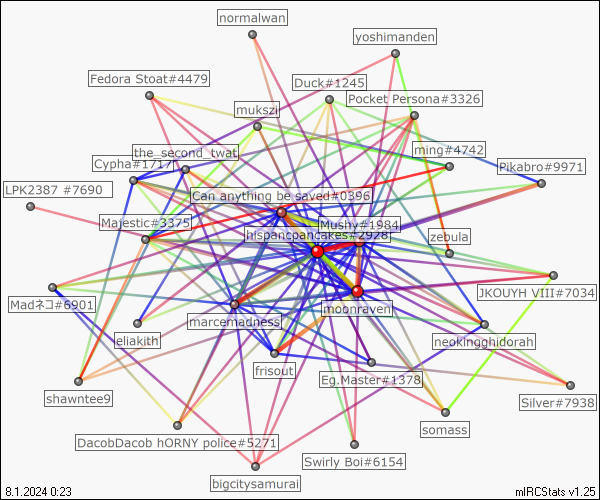 normalwan
yoshimanden
Fedora Stoat#4479
Duck#1245
Pocket Persona#3326
mukszi
ming#4742
the_second_twat
Cypha#1717
Pikabro#9971
LPK2387 #7690
Can anything be saved#0396
Majestic#3375
Mushy#1984
hispancpancakes#2928
zebula
JKOUYH VIII#7034
Madネコ#6901
moonraven
marcemadness
eliakith
neokingghidorah
frisout
Eg.Master#1378
shawntee9
Silver#7938
somass
DacobDacob hORNY police#5271
Swirly Boi#6154
bigcitysamurai
8.1.2024 0:23
mIRCStats v1.25